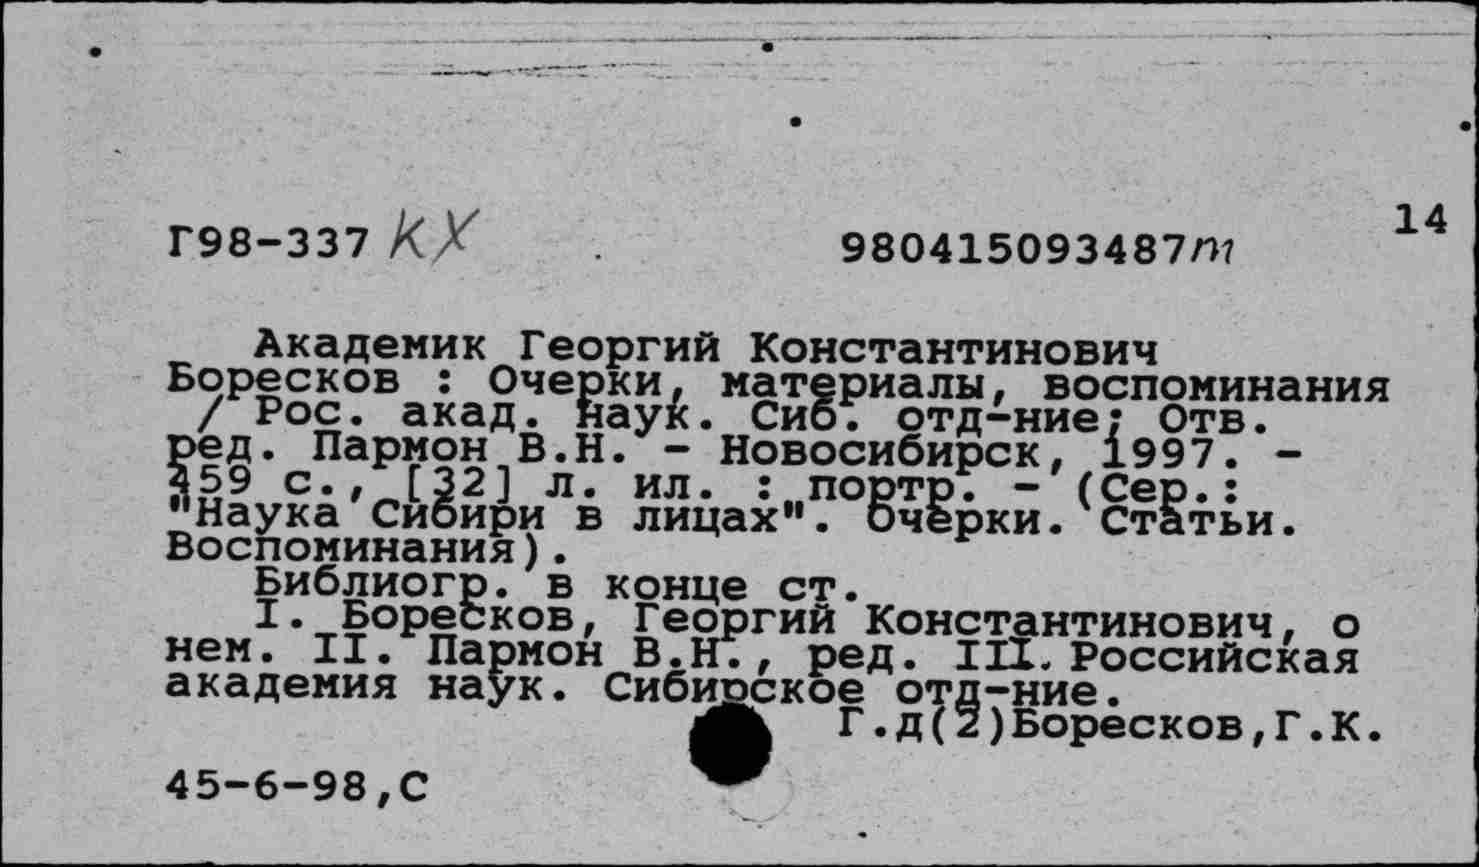 14
Г98-337 КХ 980415093487m
Академик Георгий Константинович
Боресков : Очерки, материалы, воспоминания
/ Рос. акад. наук. Сиб. отд-ние; Отв.
ред. Пармон В.Н. - Новосибирск, 1997. -
459 с., [32] л. ил. : портр. - (Сер.:
"Наука Сибири в лицах". Очерки. Статьи.
Воспоминания).
Библиогр. в конце ст.
I. Боресков, Георгий Константинович, о
нем. II. Пармон В.Н., ред. III. Российская
академия наук. Сибирское отд-ние.
Г.д(2)Боресков,Г.К.
45-6-98,С